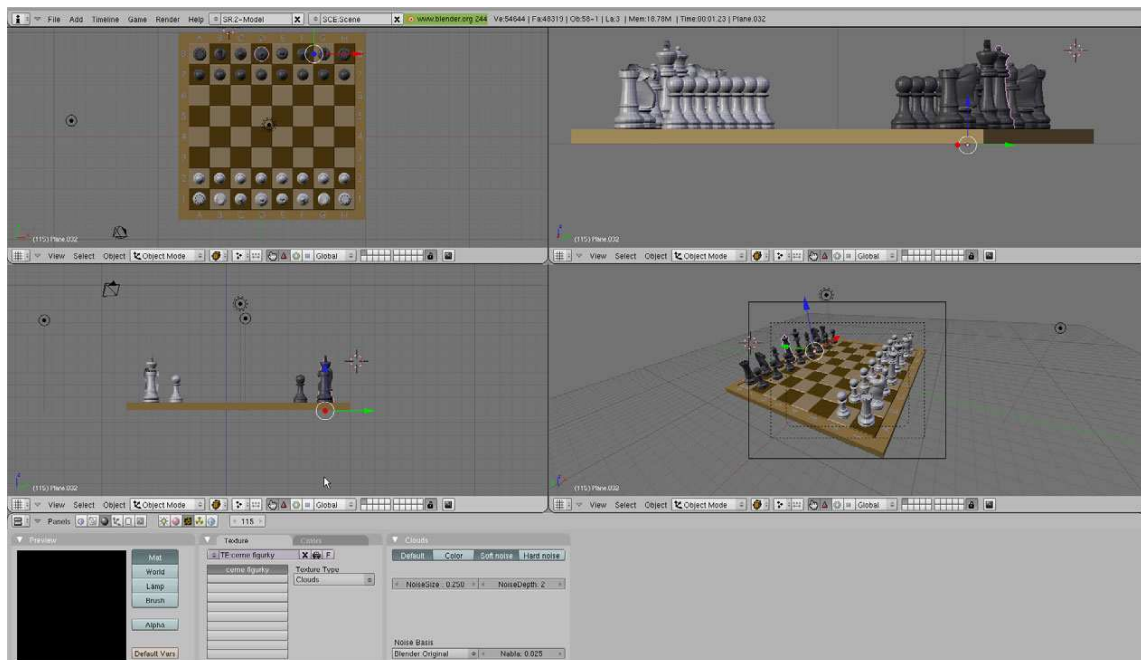 File Add Timeline Game Render Help SR:2-Model X SCE:Scene X www.blender.org 244 Ve:54644 | Fa:48319 | Ob:58-1 | La:3 | Mem:18.78M | Time:00:01.23 | Plane.032
(115) Plane.032
(115) Plane.032
View Select Object Object Mode Global
View Select Object Object Mode Global
(115) Plane.032
(115) Plane.032
View Select Object Object Mode Global
View Select Object Object Mode Global
Panels 115
Preview
Mat
World
Lamp
Brush
Alpha
Default Vars
Texture
Colors
TE:cerne figurky X F
cerne figurky
Texture Type
Clouds
Clouds
Default Color Soft noise Hard noise
NoiseSize : 0.250 NoiseDepth: 2
Noise Basis
Blender Original Nabla: 0.025